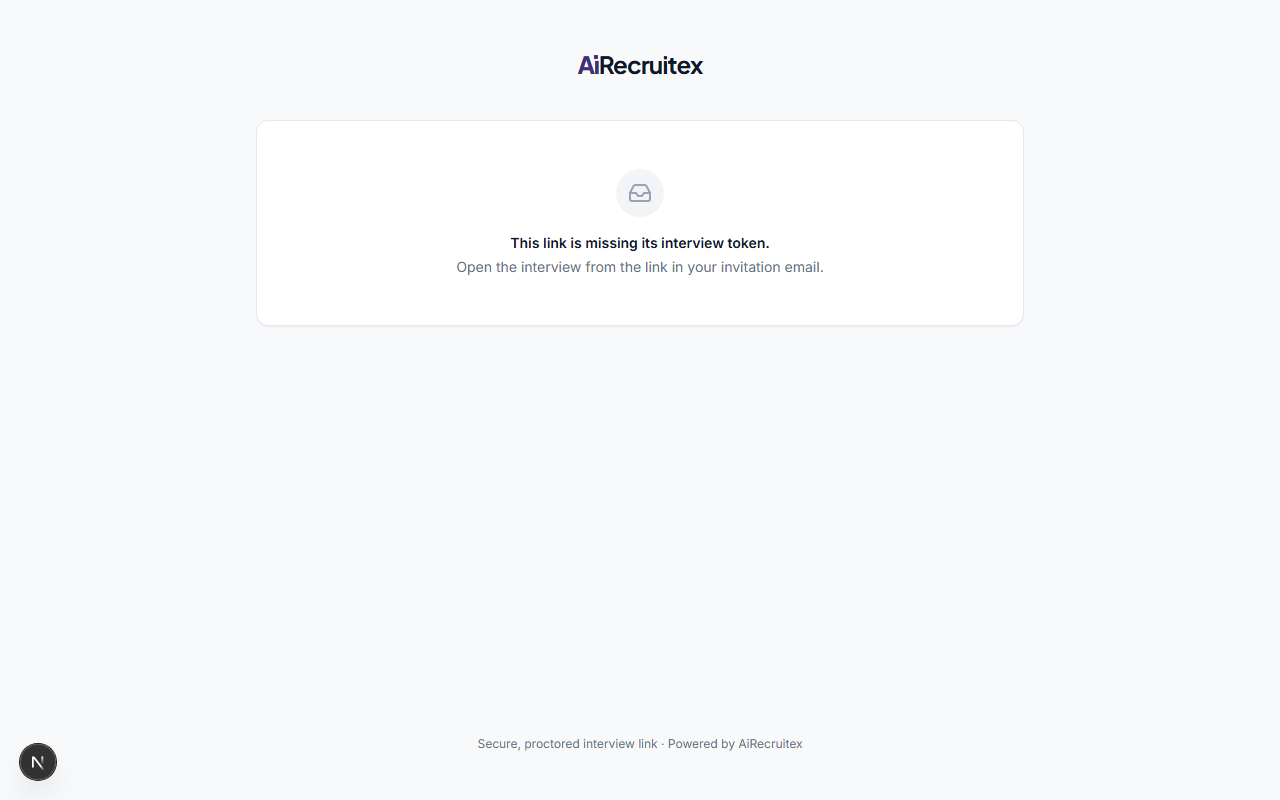 AiRecruitex
This link is missing its interview token.
Open the interview from the link in your invitation email.
Secure, proctored interview link · Powered by AiRecruitex
N